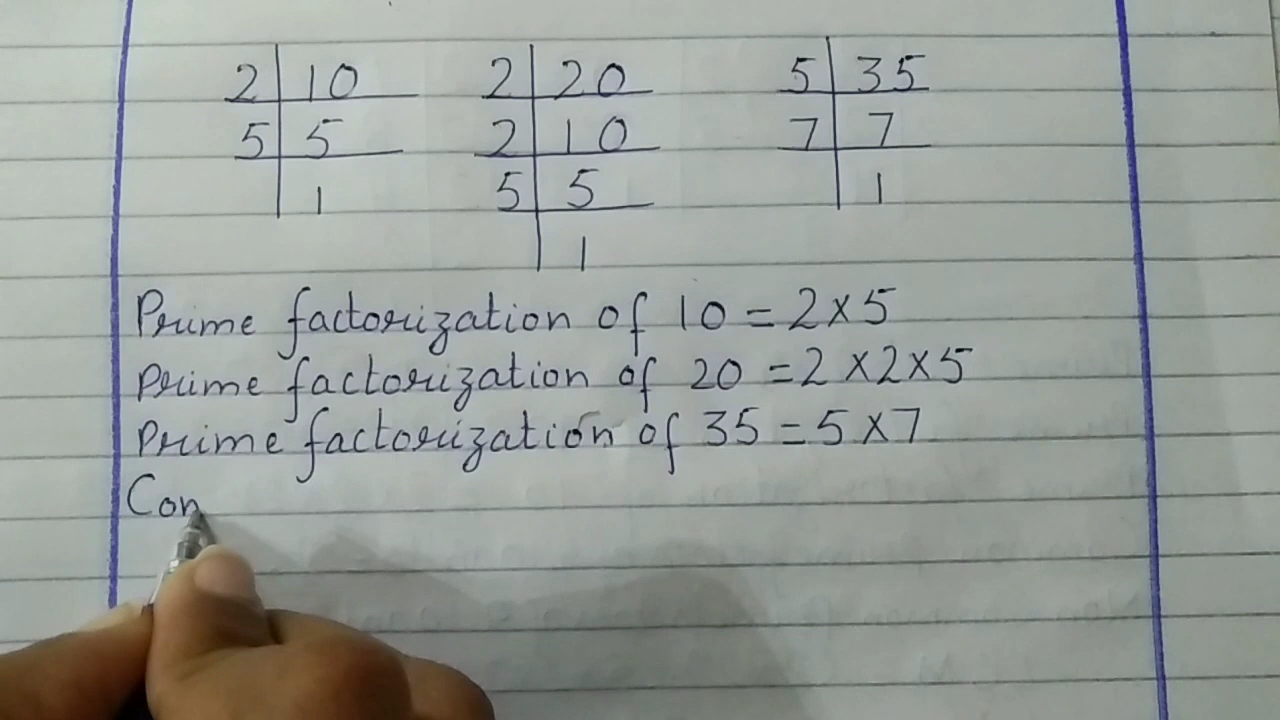 2 | 10 2 | 20 5 | 35
5 | 5 2 | 10 7 | 7
1 5 | 5 1
1
Prime factorization of 10 = 2 x 5
Prime factorization of 20 = 2 x 2 x 5
Prime factorization of 35 = 5 x 7
Com